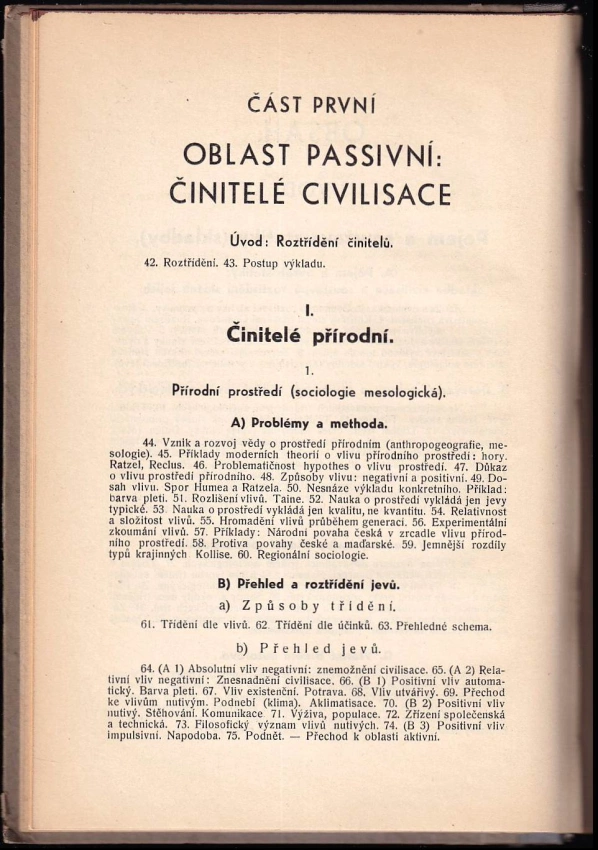 ČÁST PRVNÍ
OBLAST PASSIVNÍ:
ČINITELÉ CIVILISACE
Úvod: Roztřídění činitelů.
42. Roztřídění. 43. Postup výkladu.
I.
Činitelé přírodní.
1.
Přírodní prostředí (sociologie mesologická).
A) Problémy a methoda.
44. Vznik a rozvoj vědy o prostředí přírodním (anthropogeografie, me-
sologie). 45. Příklady moderních theorií o vlivu přírodního prostředí: hory.
Ratzel, Reclus. 46. Problematičnost hypothes o vlivu prostředí. 47. Důkaz
o vlivu prostředí přírodního. 48. Způsoby vlivu: negativní a positivní. 49. Do-
sah vlivu. Spor Humea a Ratzela. 50. Nesnáze výkladu konkretního. Příklad:
barva pleti. 51. Rozlišení vlivů. Taine. 52. Nauka o prostředí vykládá jen jevy
typické. 53 Nauka o prostředí vykládá jen kvalitu, ne kvantitu. 54. Relativnost
a složitost vlivů. 55. Hromadění vlivů průběhem generací. 56. Experimentální
zkoumání vlivů. 57. Příklady: Národní povaha česká v zrcadle vlivu přírod-
ního prostředí. 58. Protiva povahy české a maďarské. 59. Jemnější rozdíly
typů krajinných Kollise. 60. Regionální sociologie.
B) Přehled a roztřídění jevů.
a) Způsoby třídění.
61. Třídění dle vlivů. 62 Třídění dle účinků. 63. Přehledné schema.
b) Přehled jevů.
64. (A 1) Absolutní vliv negativní: znemožnění civilisace. 65. (A 2) Rela-
tivní vliv negativní: Znesnadnění civilisace. 66. (B 1) Positivní vliv automa-
tický. Barva pleti. 67. Vliv existenční. Potrava. 68. Vliv utvářivý. 69. Přechod
ke vlivům nutivým. Podnebí (klima). Aklimatisace. 70. (B 2) Positivní vliv
nutivý. Stěhování. Komunikace 71. Výživa, populace. 72. Zřízení společenská
a technická. 73. Filosofický význam vlivů nutivých. 74. (B 3) Positivní vliv
impulsivní. Napodoba. 75. Podnět. — Přechod k oblasti aktivní.